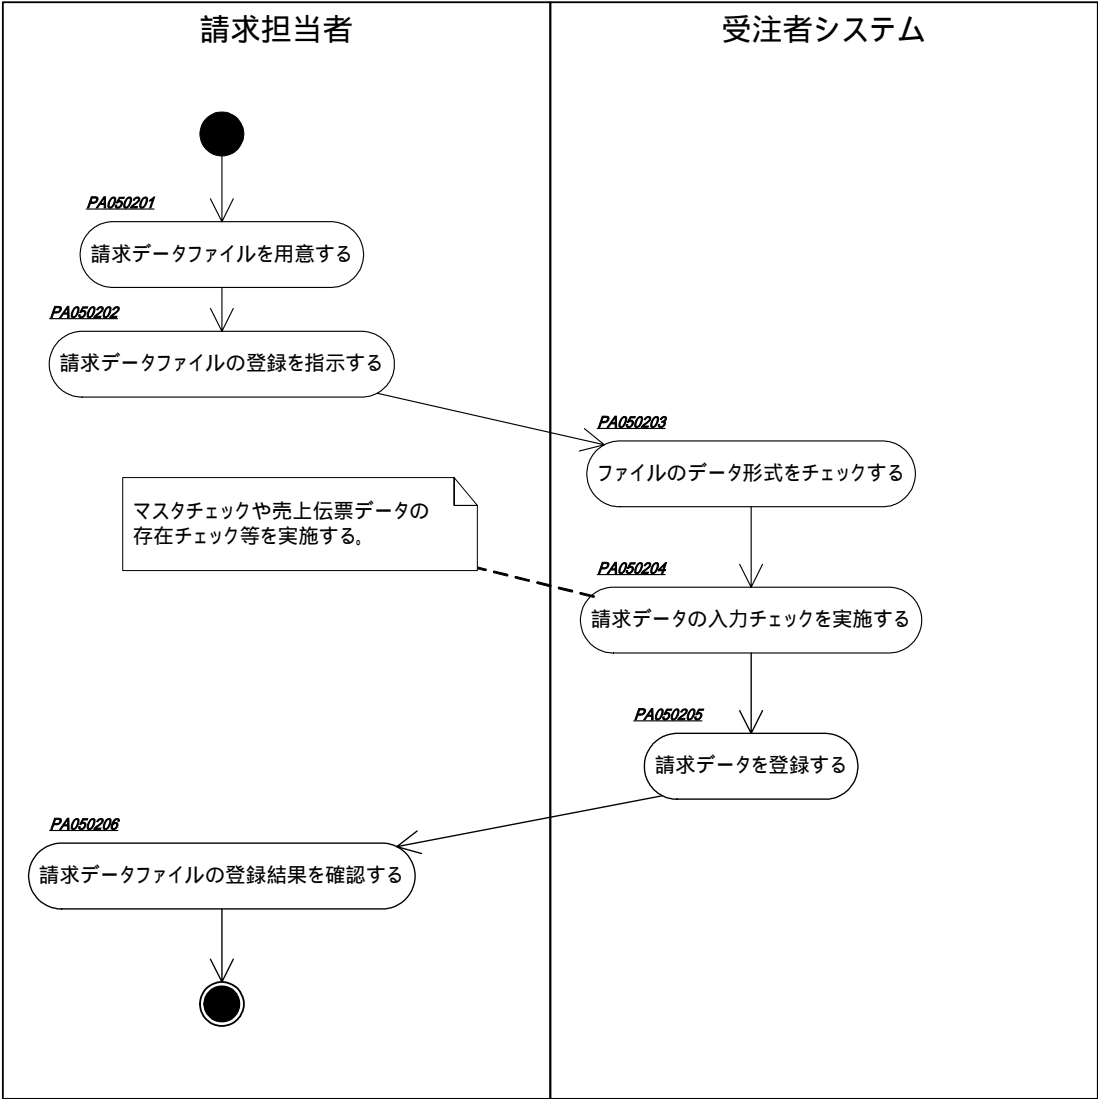 請求担当者
受注者システム
PA050201
請求データファイルを用意する
PA050202
請求データファイルの登録を指示する
PA050203
ファイルのデータ形式をチェックする
マスタチェックや売上伝票データの
存在チェック等を実施する。
PA050204
請求データの入力チェックを実施する
PA050205
請求データを登録する
PA050206
請求データファイルの登録結果を確認する